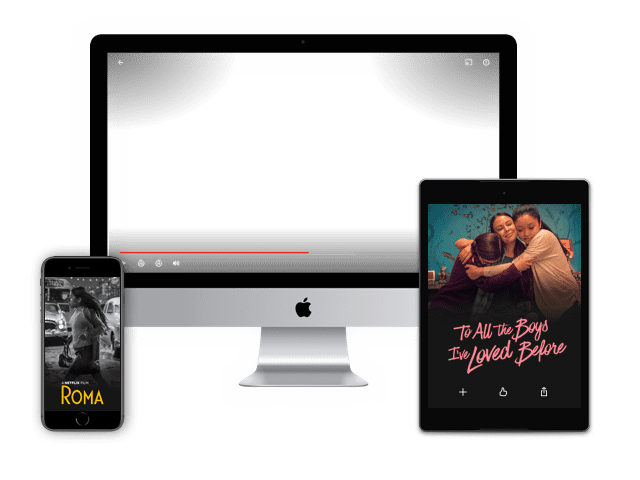 A NETFLIX FILM
ROMA
To All the Boys
I've Loved Before